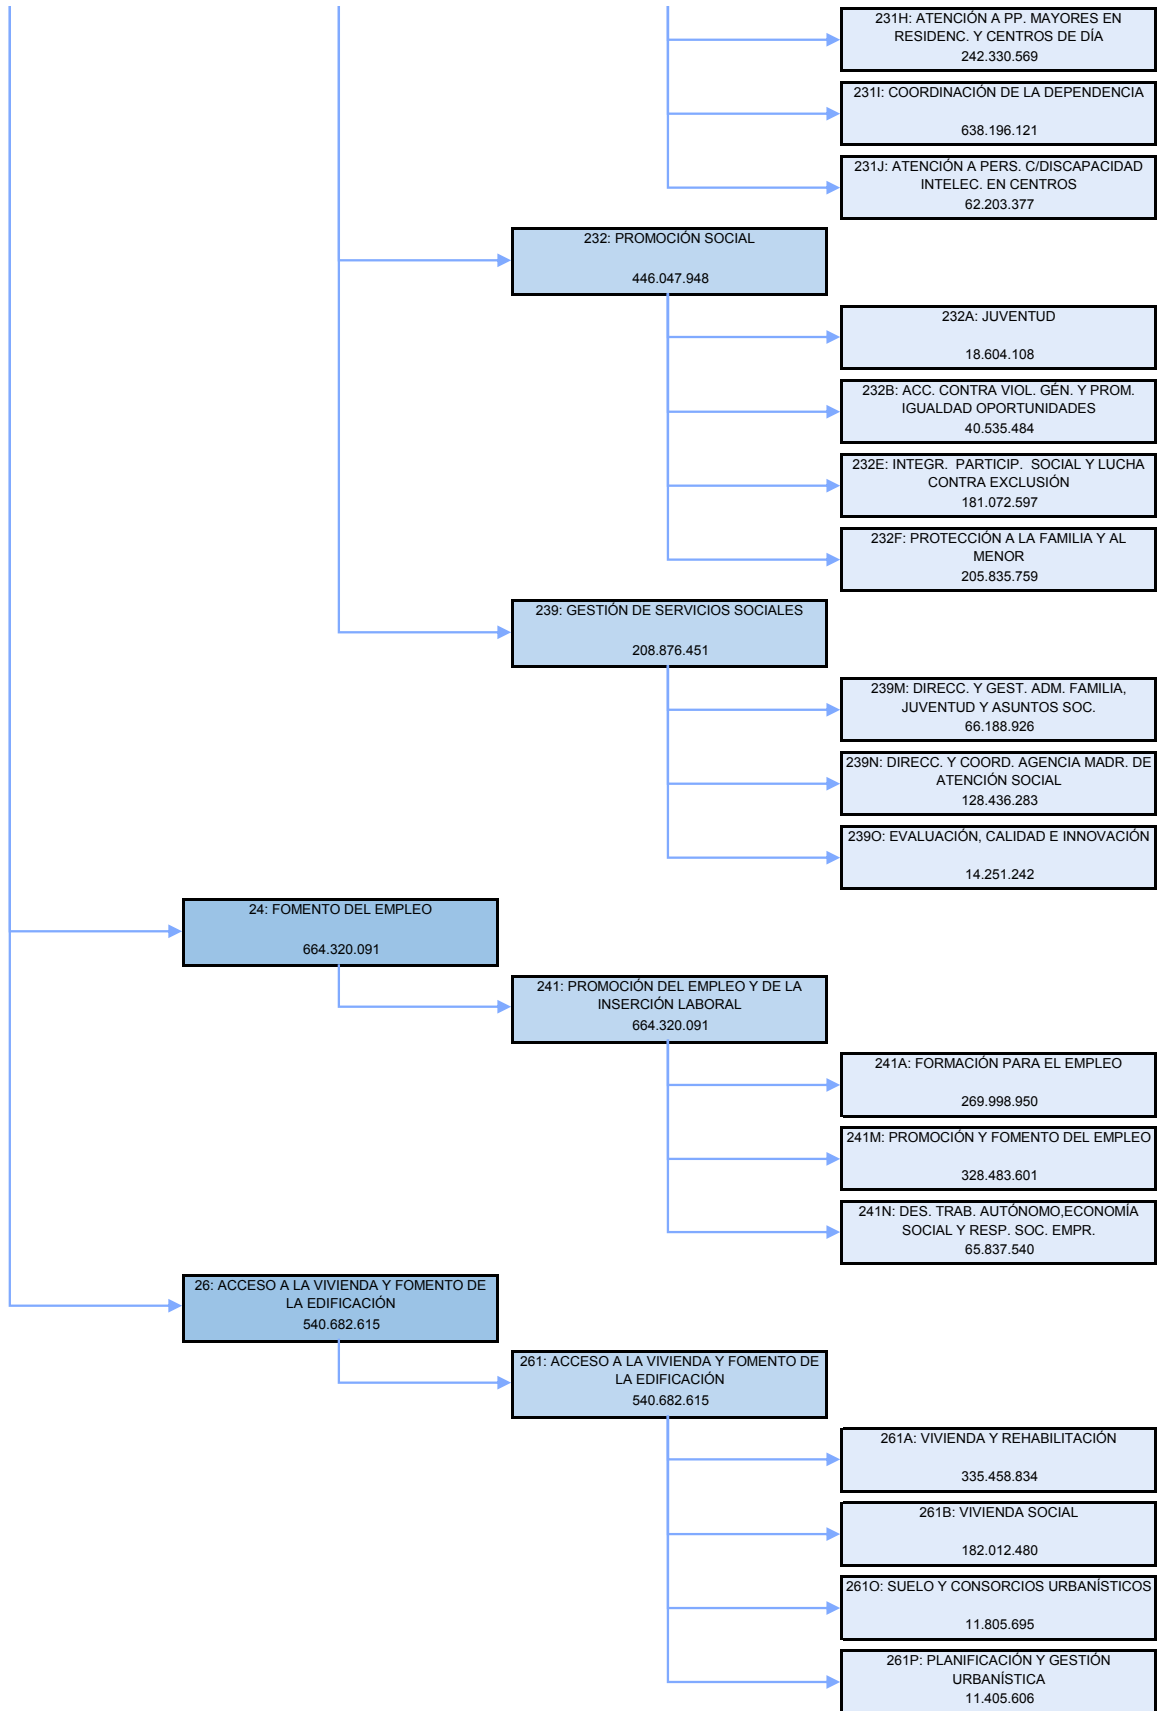 231H: ATENCIÓN A PP. MAYORES EN
RESIDENC. Y CENTROS DE DÍA
242.330.569
231I: COORDINACIÓN DE LA DEPENDENCIA
638.196.121
231J: ATENCIÓN A PERS. C/DISCAPACIDAD
INTELEC. EN CENTROS
62.203.377
232: PROMOCIÓN SOCIAL
446.047.948
232A: JUVENTUD
18.604.108
232B: ACC. CONTRA VIOL. GÉN. Y PROM.
IGUALDAD OPORTUNIDADES
40.535.484
232E: INTEGR. PARTICIP. SOCIAL Y LUCHA
CONTRA EXCLUSIÓN
181.072.597
232F: PROTECCIÓN A LA FAMILIA Y AL
MENOR
205.835.759
239: GESTIÓN DE SERVICIOS SOCIALES
208.876.451
239M: DIRECC. Y GEST. ADM. FAMILIA,
JUVENTUD Y ASUNTOS SOC.
66.188.926
239N: DIRECC. Y COORD. AGENCIA MADR. DE
ATENCIÓN SOCIAL
128.436.283
239O: EVALUACIÓN, CALIDAD E INNOVACIÓN
14.251.242
24: FOMENTO DEL EMPLEO
664.320.091
241: PROMOCIÓN DEL EMPLEO Y DE LA
INSERCIÓN LABORAL
664.320.091
241A: FORMACIÓN PARA EL EMPLEO
269.998.950
241M: PROMOCIÓN Y FOMENTO DEL EMPLEO
328.483.601
241N: DES. TRAB. AUTÓNOMO,ECONOMÍA
SOCIAL Y RESP. SOC. EMPR.
65.837.540
26: ACCESO A LA VIVIENDA Y FOMENTO DE
LA EDIFICACIÓN
540.682.615
261: ACCESO A LA VIVIENDA Y FOMENTO DE
LA EDIFICACIÓN
540.682.615
261A: VIVIENDA Y REHABILITACIÓN
335.458.834
261B: VIVIENDA SOCIAL
182.012.480
261O: SUELO Y CONSORCIOS URBANÍSTICOS
11.805.695
261P: PLANIFICACIÓN Y GESTIÓN
URBANÍSTICA
11.405.606